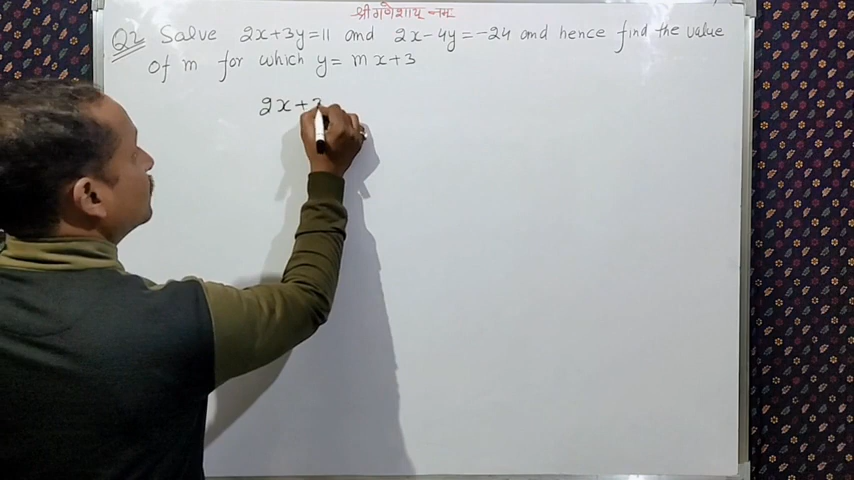 श्री गणेशाय नमः
Q2 Solve 2x+3y=11 and 2x-4y=-24 and hence find the value
of m for which y= mx+3
2x+3